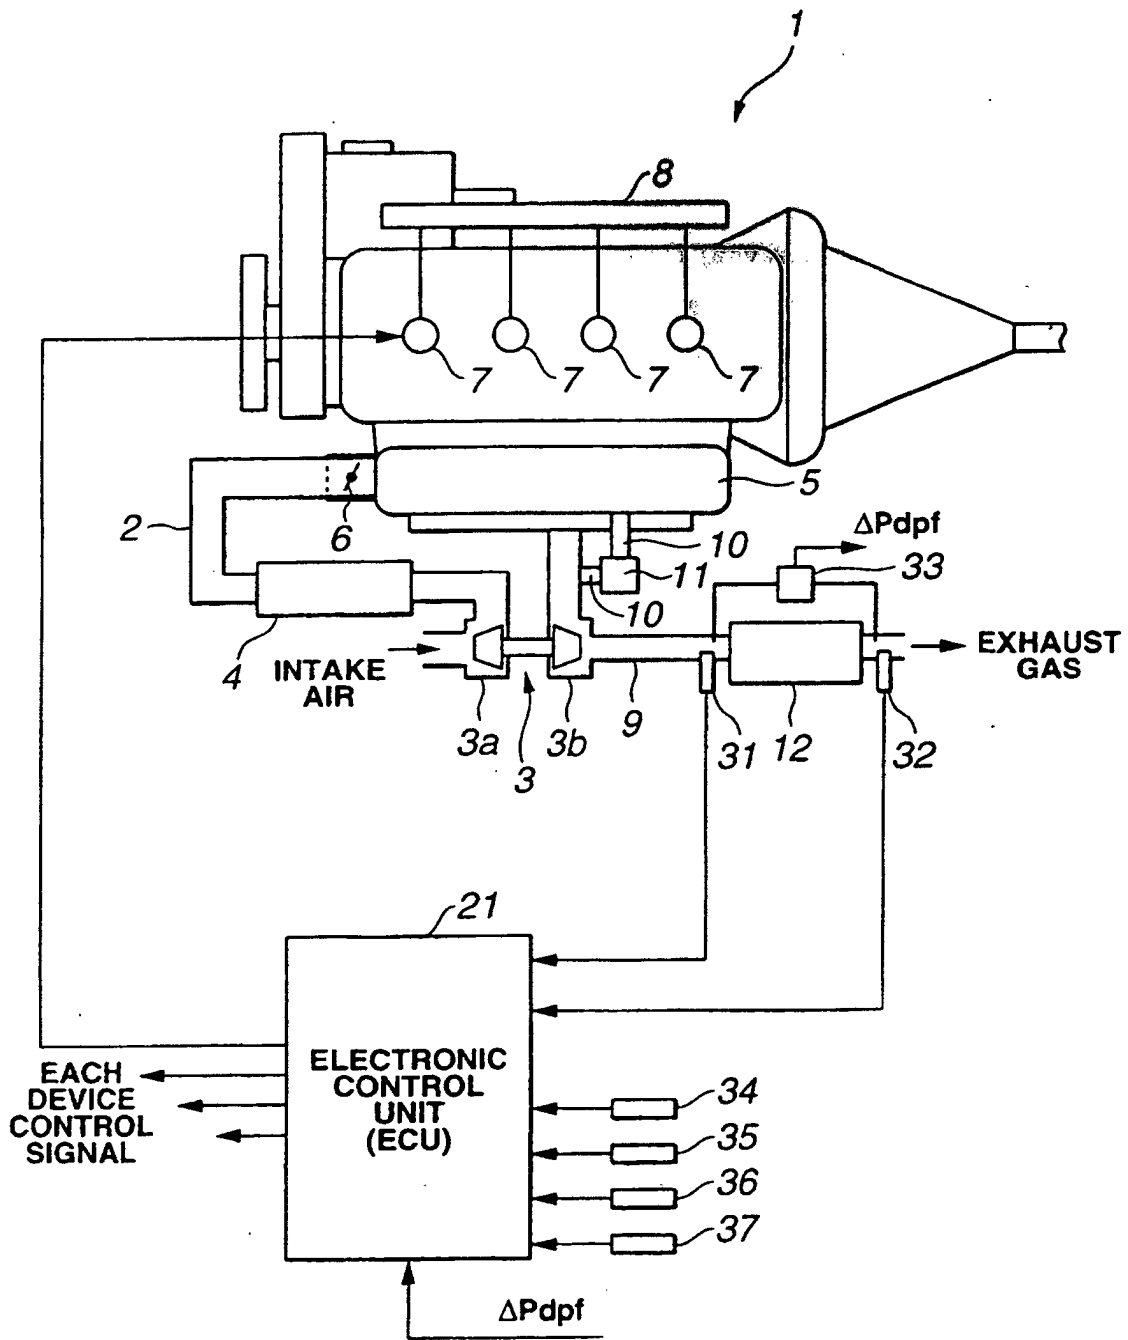 1
8
7
7
7
7
5
2
6
10
11
10
ΔPdpf
33
4
INTAKE
AIR
3a
3
3b
9
31
12
32
EXHAUST
GAS
21
ELECTRONIC
CONTROL
UNIT
(ECU)
EACH
DEVICE
CONTROL
SIGNAL
34
35
36
37
ΔPdpf